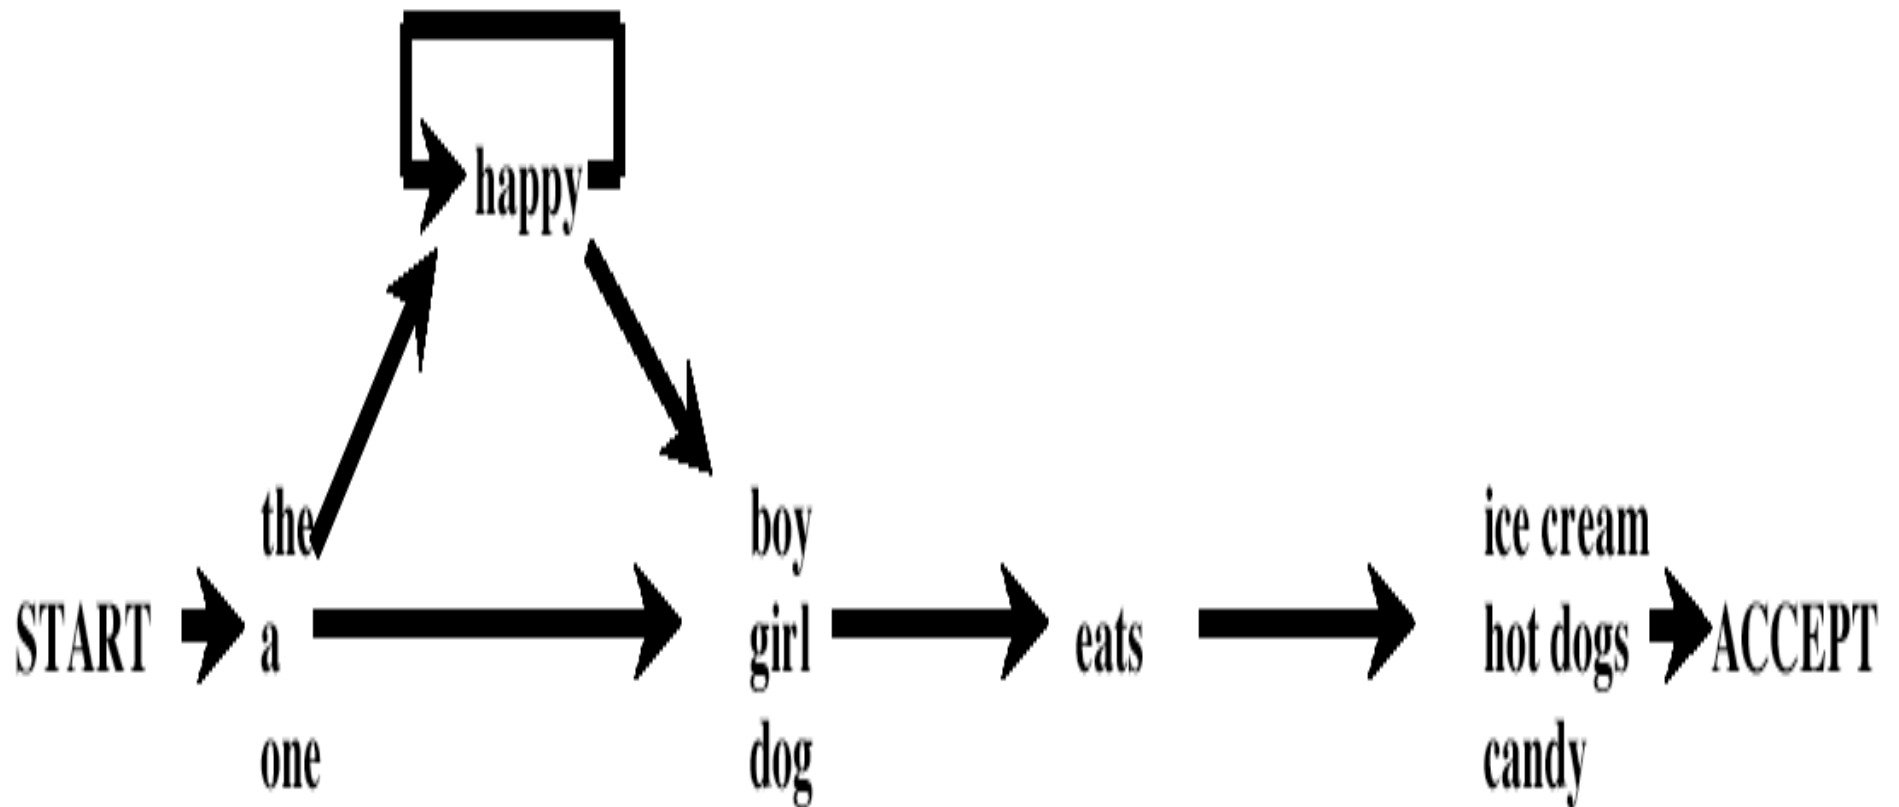 happy
the
boy
ice cream
START
a
girl
eats
hot dogs
ACCEPT
one
dog
candy